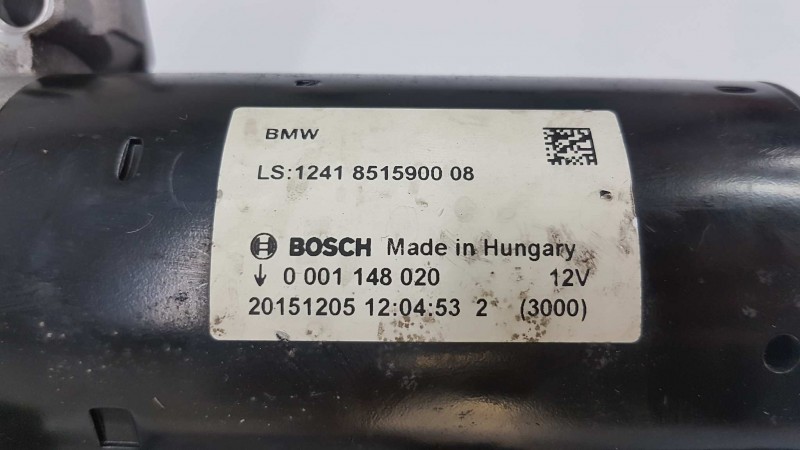 BMW
LS:1241 8515900 08
BOSCH Made in Hungary
↓ 0 001 148 020 12V
20151205 12:04:53 2 (3000)